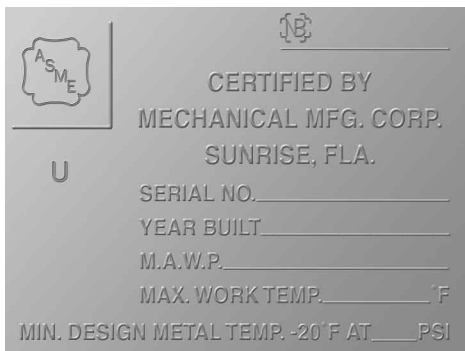 NB
ASME
CERTIFIED BY
MECHANICAL MFG. CORP.
SUNRISE, FLA.
U
SERIAL NO.
YEAR BUILT
M.A.W.P.
MAX. WORK TEMP. °F
MIN. DESIGN METAL TEMP. -20°F AT PSI